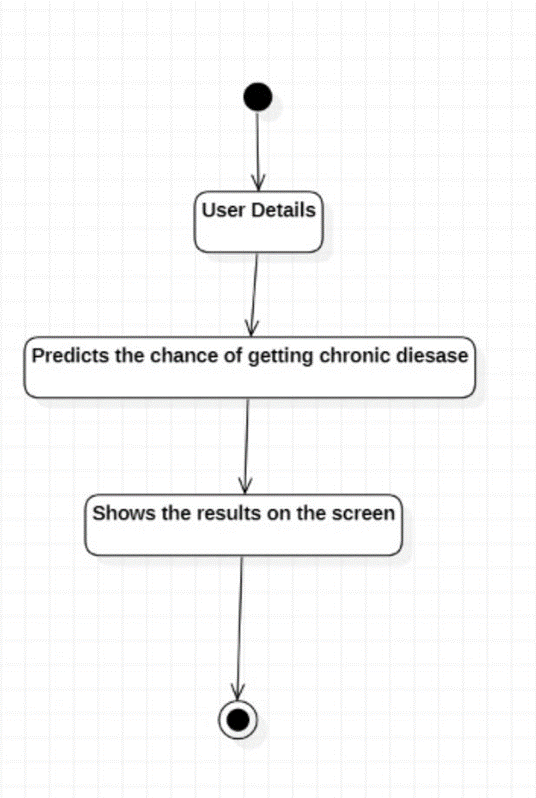 User Details
Predicts the chance of getting chronic diesase
Shows the results on the screen